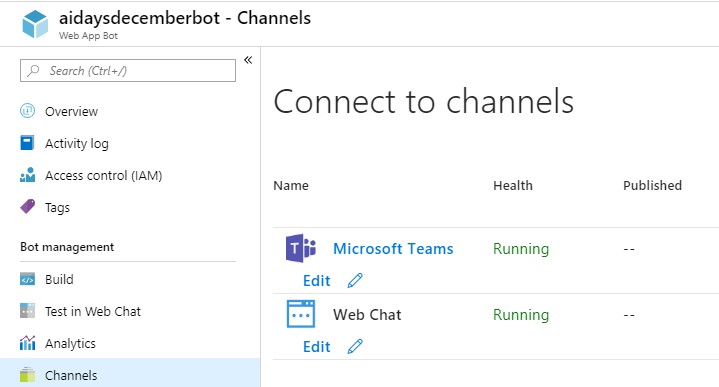 aidaysdecemberbot - Channels
Web App Bot
Search (Ctrl+/)
«
Overview
Activity log
Access control (IAM)
Tags
Bot management
Build
Test in Web Chat
Analytics
Channels
Connect to channels
Name Health Published
Microsoft Teams Running --
Edit
Web Chat Running --
Edit